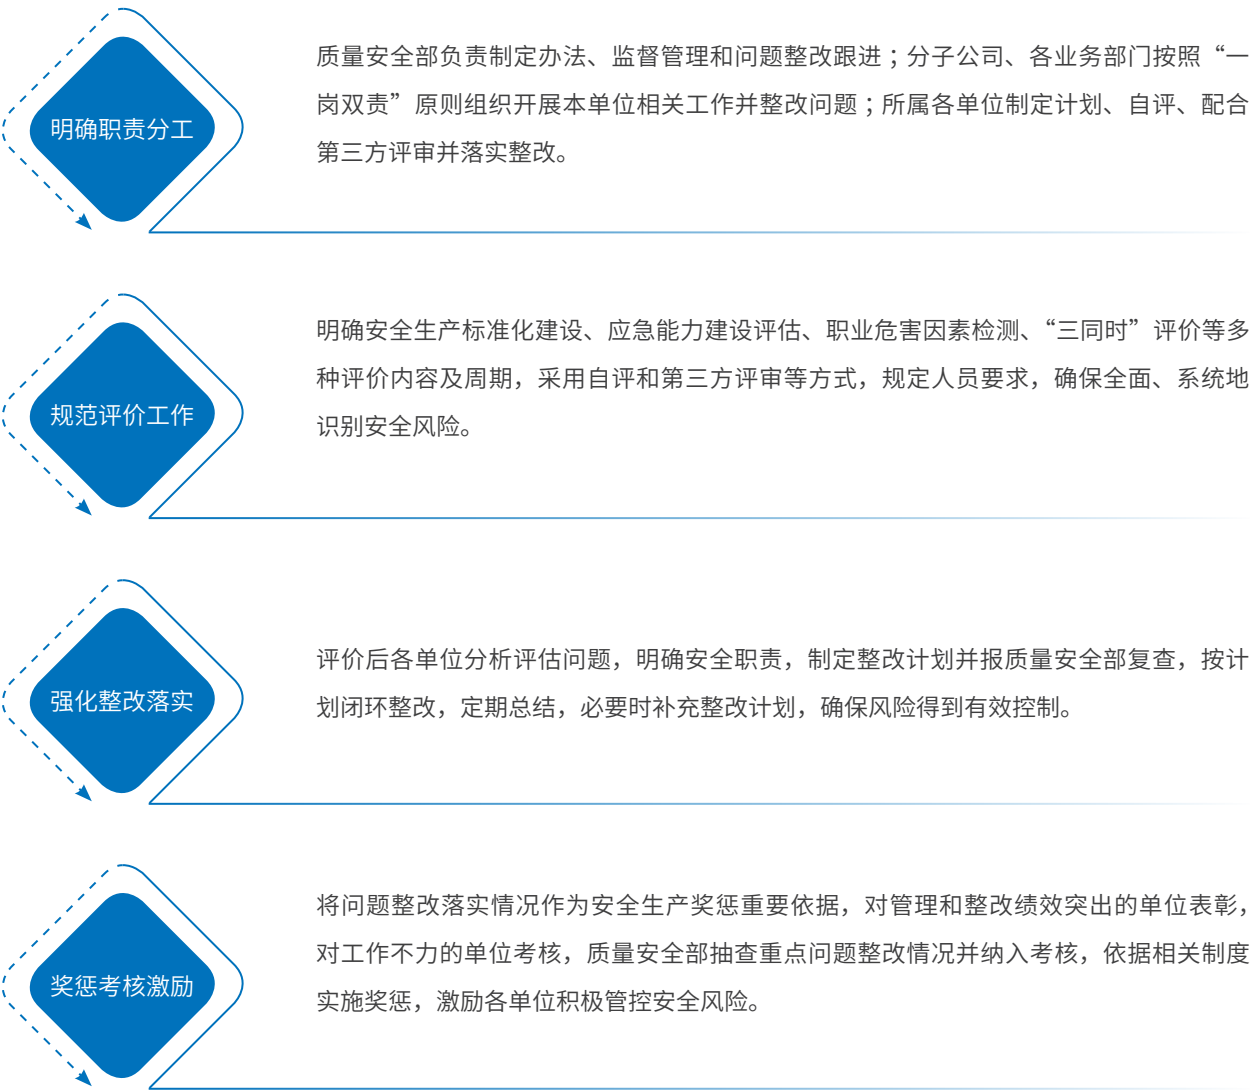 明确职责分工
质量安全部负责制定办法、监督管理和问题整改跟进；分子公司、各业务部门按照“一
岗双责”原则组织开展本单位相关工作并整改问题；所属各单位制定计划、自评、配合
第三方评审并落实整改。
规范评价工作
明确安全生产标准化建设、应急能力建设评估、职业危害因素检测、“三同时”评价等多
种评价内容及周期，采用自评和第三方评审等方式，规定人员要求，确保全面、系统地
识别安全风险。
强化整改落实
评价后各单位分析评估问题，明确安全职责，制定整改计划并报质量安全部复查，按计
划闭环整改，定期总结，必要时补充整改计划，确保风险得到有效控制。
奖惩考核激励
将问题整改落实情况作为安全生产奖惩重要依据，对管理和整改绩效突出的单位表彰，
对工作不力的单位考核，质量安全部抽查重点问题整改情况并纳入考核，依据相关制度
实施奖惩，激励各单位积极管控安全风险。